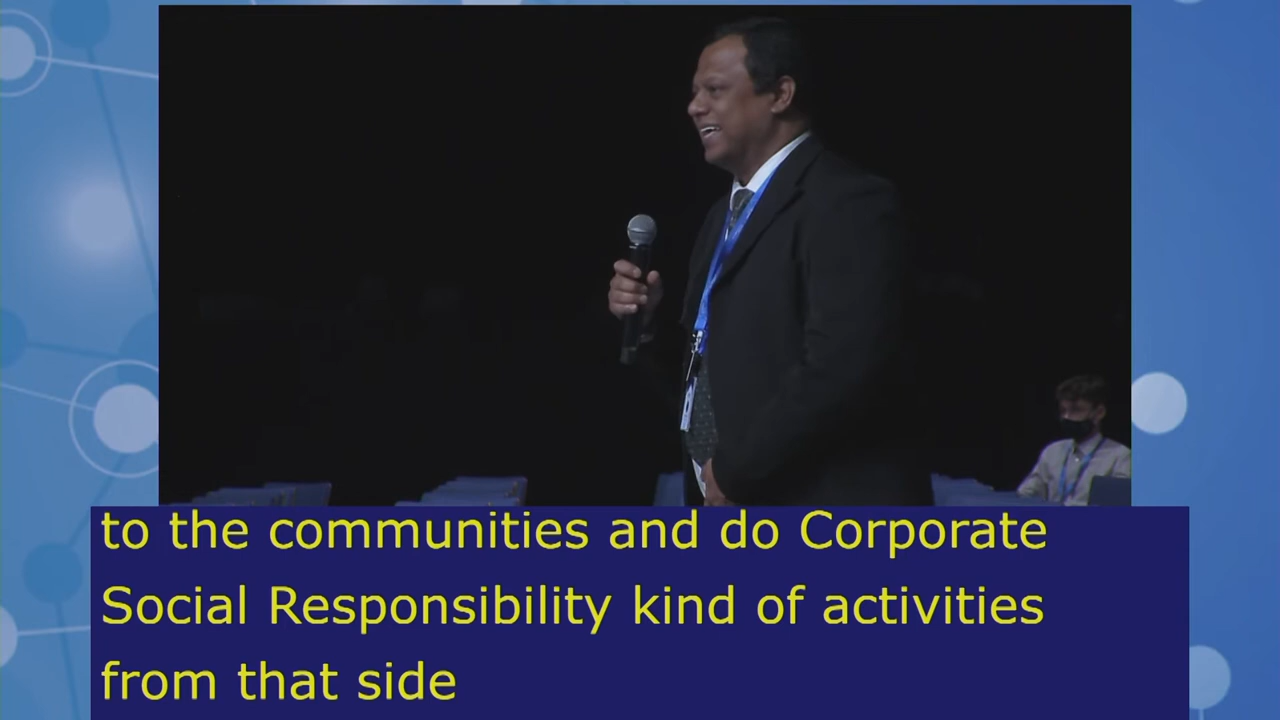 to the communities and do Corporate
Social Responsibility kind of activities
from that side